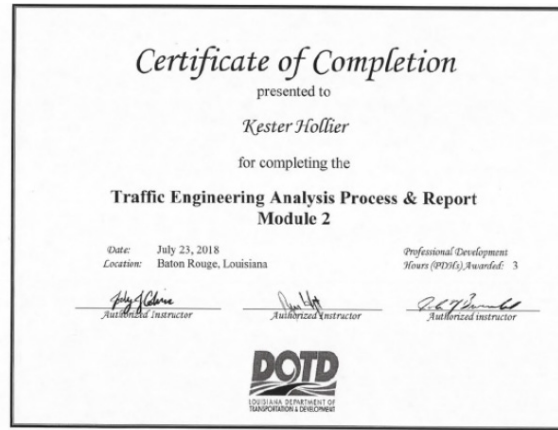 Certificate of Completion
presented to
Kester Hollier
for completing the
Traffic Engineering Analysis Process & Report
Module 2
Date: July 23, 2018
Location: Baton Rouge, Louisiana
Professional Development
Hours (PDHs) Awarded: 3
Authorized Instructor
Authorized Instructor
Authorized instructor
DOTD
LOUISIANA DEPARTMENT OF
TRANSPORTATION & DEVELOPMENT